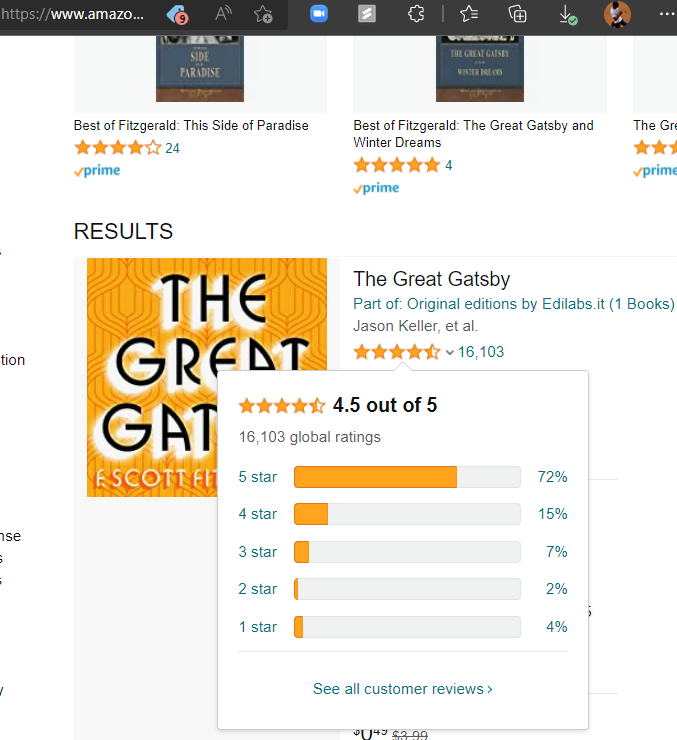 https://www.amazo...
9
SIDE
OF
PARADISE
THE GREAT GATSBY
WINTER DREAMS
Best of Fitzgerald: This Side of Paradise
24
prime
Best of Fitzgerald: The Great Gatsby and
Winter Dreams
4
prime
The Gr
prime
RESULTS
THE
GREAT
GAT
F. SCOTT FIT
The Great Gatsby
Part of: Original editions by Edilabs.it (1 Books)
Jason Keller, et al.
16,103
4.5 out of 5
16,103 global ratings
5 star 72%
4 star 15%
3 star 7%
2 star 2%
1 star 4%
See all customer reviews ›
tion
nse
$0.49 $3.99